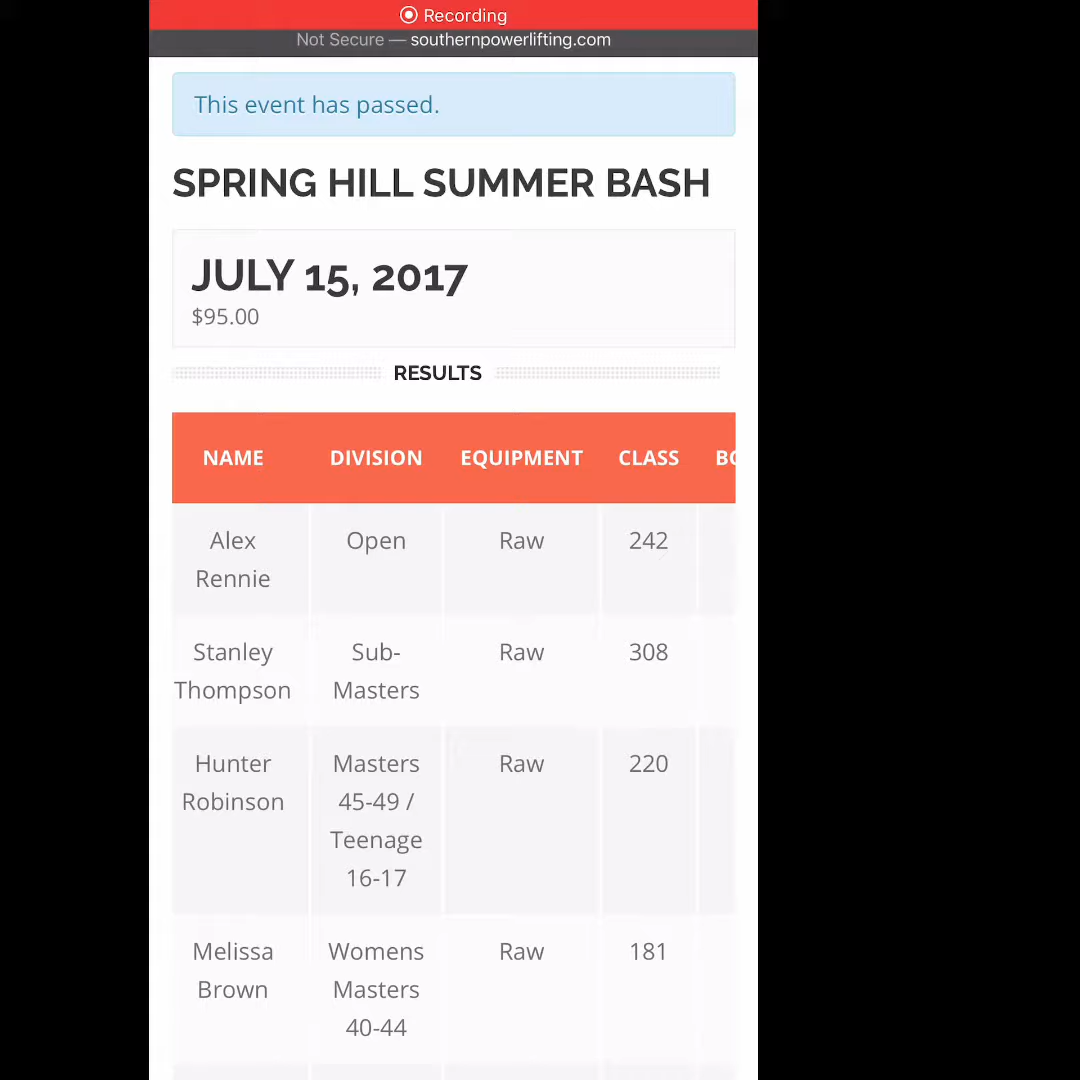 Recording
Not Secure — southernpowerlifting.com
This event has passed.
SPRING HILL SUMMER BASH
JULY 15, 2017
$95.00
RESULTS
NAME DIVISION EQUIPMENT CLASS
Alex Rennie Open Raw 242
Stanley Thompson Sub-Masters Raw 308
Hunter Robinson Masters 45-49 / Teenage 16-17 Raw 220
Melissa Brown Womens Masters 40-44 Raw 181